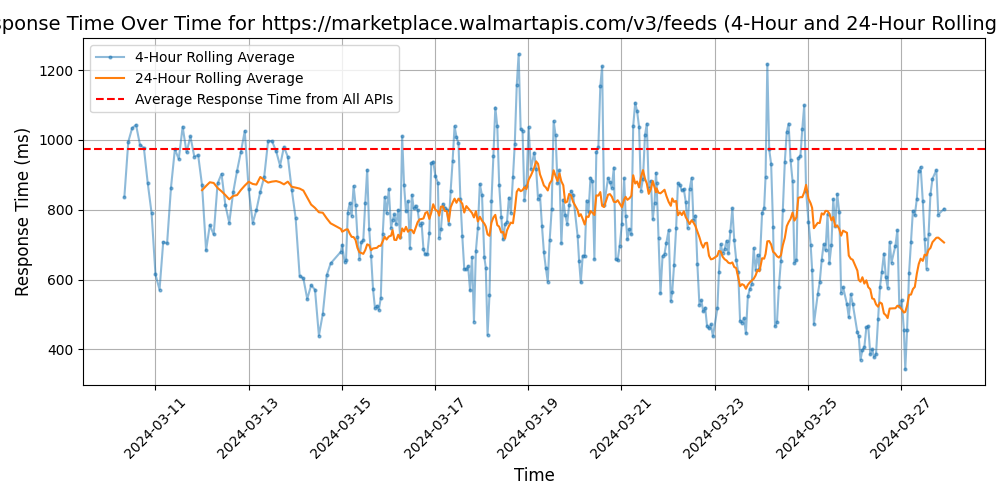 sponse Time Over Time for https://marketplace.walmartapis.com/v3/feeds (4-Hour and 24-Hour Rolling
4-Hour Rolling Average
24-Hour Rolling Average
Average Response Time from All APIs
Response Time (ms)
1200
1000
800
600
400
2024-03-11
2024-03-13
2024-03-15
2024-03-17
2024-03-19
2024-03-21
2024-03-23
2024-03-25
2024-03-27
Time